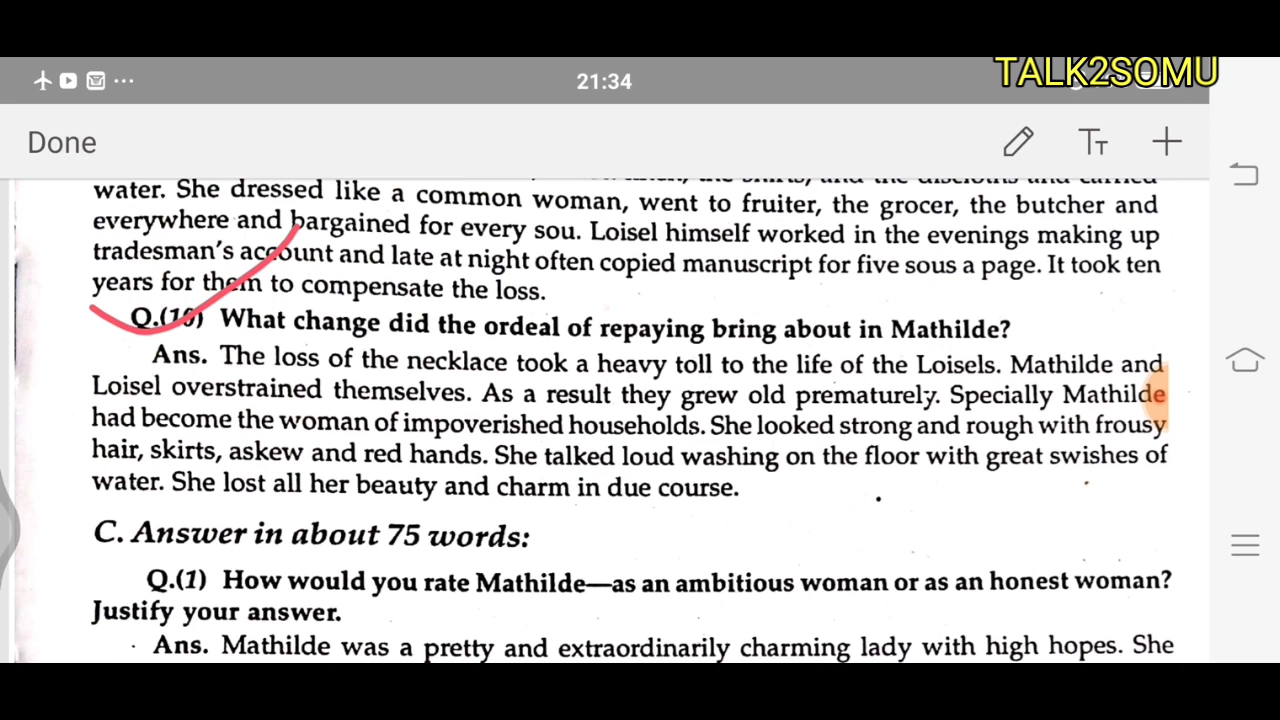 21:34
TALK2SOMU
Done
water. She dressed like a common woman, went to fruiter, the grocer, the butcher and
everywhere and bargained for every sou. Loisel himself worked in the evenings making up
tradesman's account and late at night often copied manuscript for five sous a page. It took ten
years for them to compensate the loss.
Q.(10) What change did the ordeal of repaying bring about in Mathilde?
Ans. The loss of the necklace took a heavy toll to the life of the Loisels. Mathilde and
Loisel overstrained themselves. As a result they grew old prematurely. Specially Mathilde
had become the woman of impoverished households. She looked strong and rough with frousy
hair, skirts, askew and red hands. She talked loud washing on the floor with great swishes of
water. She lost all her beauty and charm in due course.
C. Answer in about 75 words:
Q.(1) How would you rate Mathilde—as an ambitious woman or as an honest woman?
Justify your answer.
Ans. Mathilde was a pretty and extraordinarily charming lady with high hopes. She